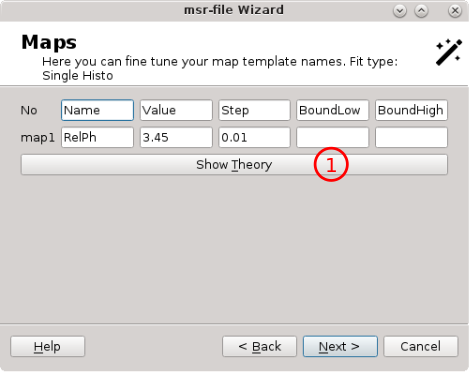 msr-file Wizard
Maps
Here you can fine tune your map template names. Fit type:
Single Histo
No Name Value Step BoundLow BoundHigh
map1 RelPh 3.45 0.01
Show Theory 1
Help < Back Next > Cancel